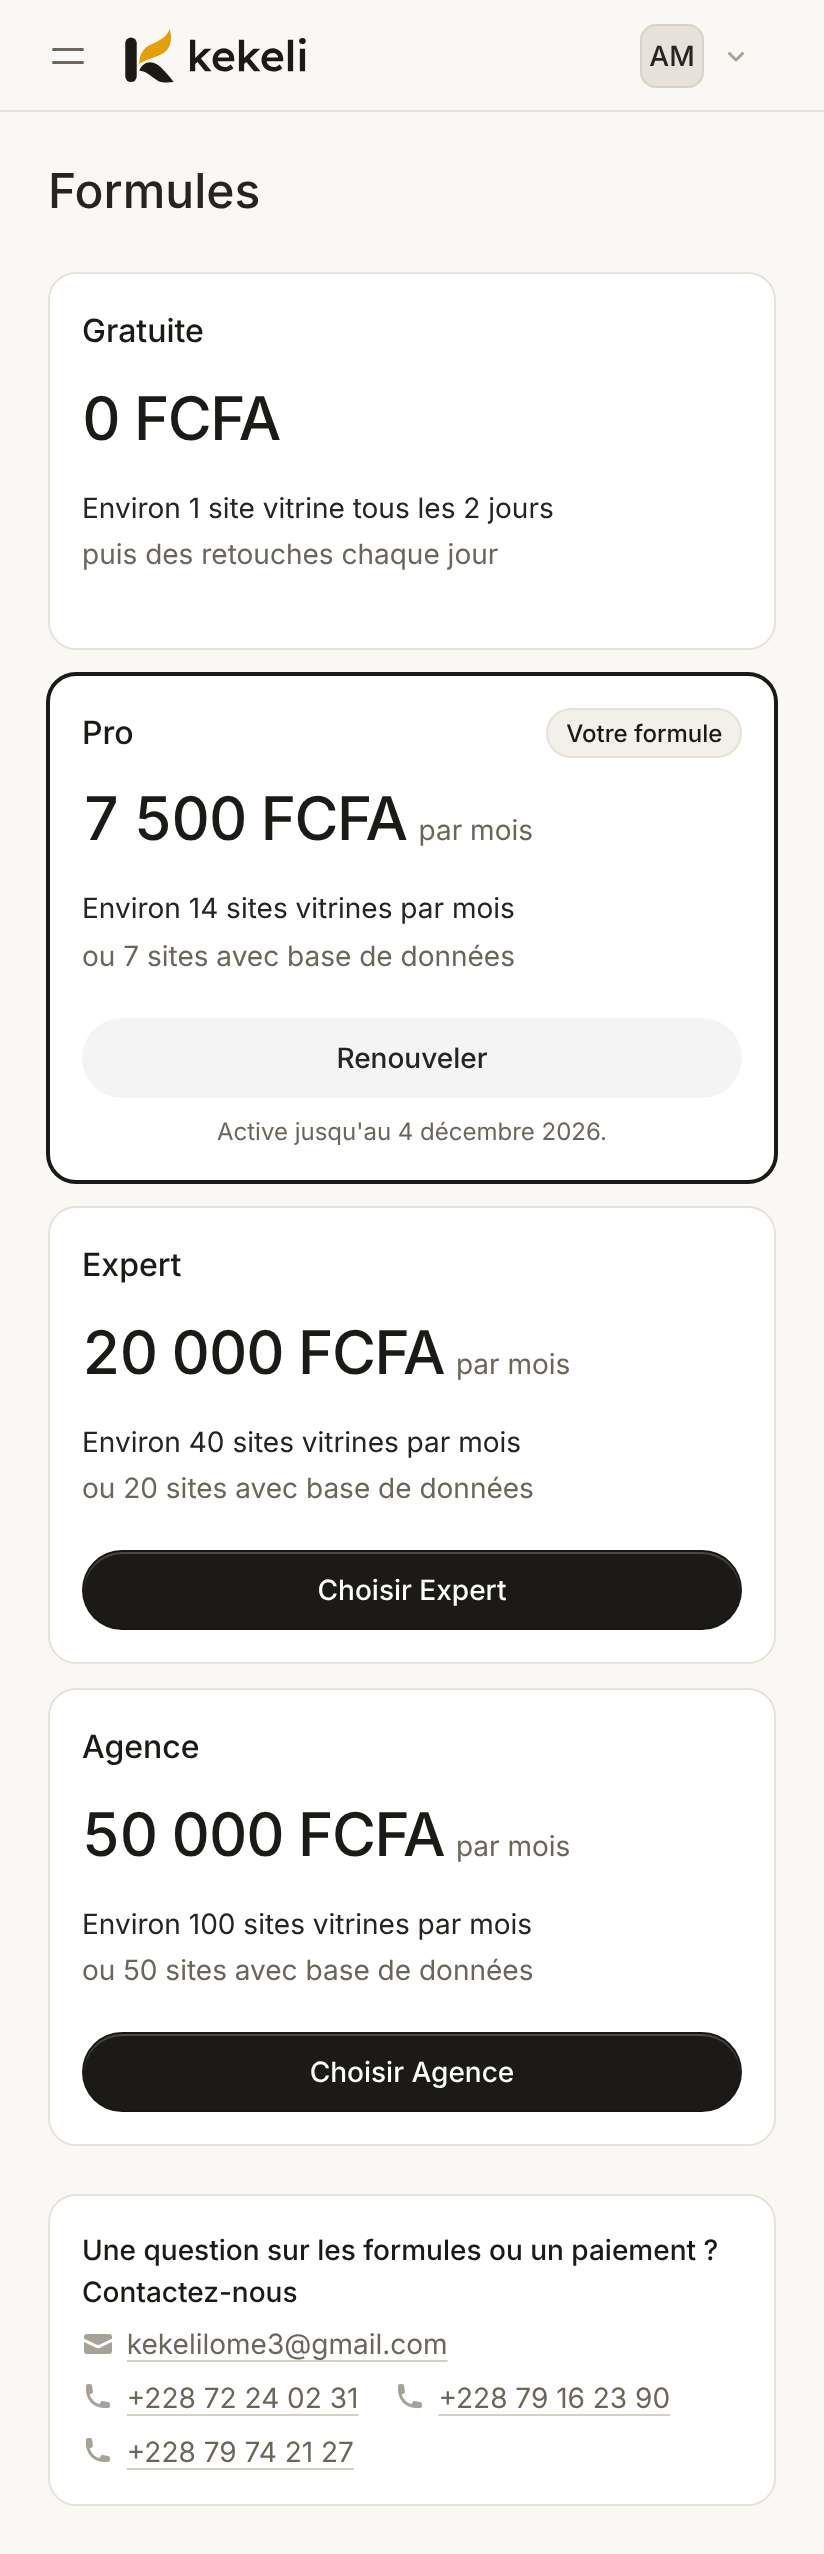 kekeli
AM
Formules
Gratuite
0 FCFA
Environ 1 site vitrine tous les 2 jours
puis des retouches chaque jour
Pro
Votre formule
7 500 FCFA par mois
Environ 14 sites vitrines par mois
ou 7 sites avec base de données
Renouveler
Active jusqu'au 4 décembre 2026.
Expert
20 000 FCFA par mois
Environ 40 sites vitrines par mois
ou 20 sites avec base de données
Choisir Expert
Agence
50 000 FCFA par mois
Environ 100 sites vitrines par mois
ou 50 sites avec base de données
Choisir Agence
Une question sur les formules ou un paiement ?
Contactez-nous
kekelilome3@gmail.com
+228 72 24 02 31 +228 79 16 23 90
+228 79 74 21 27